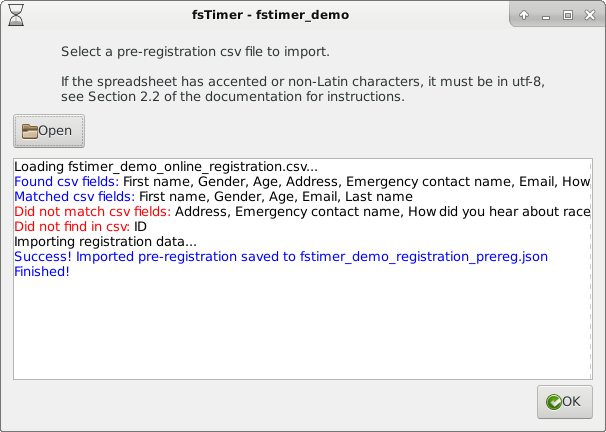 fsTimer - fstimer_demo
Select a pre-registration csv file to import.
If the spreadsheet has accented or non-Latin characters, it must be in utf-8,
see Section 2.2 of the documentation for instructions.
Open
Loading fstimer_demo_online_registration.csv...
Found csv fields: First name, Gender, Age, Address, Emergency contact name, Email, How
Matched csv fields: First name, Gender, Age, Email, Last name
Did not match csv fields: Address, Emergency contact name, How did you hear about race
Did not find in csv: ID
Importing registration data...
Success! Imported pre-registration saved to fstimer_demo_registration_prereg.json
Finished!
OK